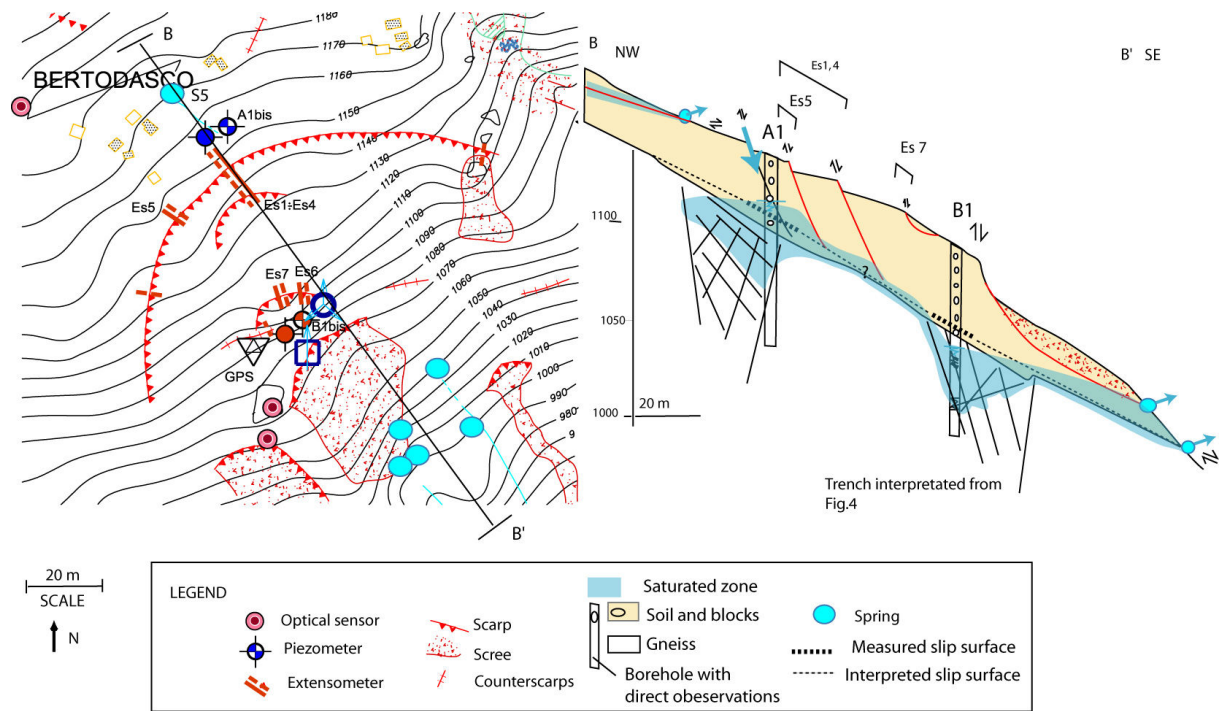 B
BERTODASCO
S5
A1bis
Es5
Es1÷Es4
Es7
Es6
B1bis
GPS
B'
1180
1170
1160
1150
1140
1130
1120
1110
1100
1090
1080
1070
1060
1050
1040
1030
1020
1010
1000
990
980
9
B
NW
B' SE
Es1,4
Es5
A1
Es 7
B1
?
1100
1050
1000
20 m
Trench interpretated from
Fig.4
20 m
SCALE
N
LEGEND
Optical sensor
Piezometer
Extensometer
Scarp
Scree
Counterscarps
Saturated zone
Soil and blocks
Gneiss
Borehole with
direct obeservations
Spring
Measured slip surface
Interpreted slip surface